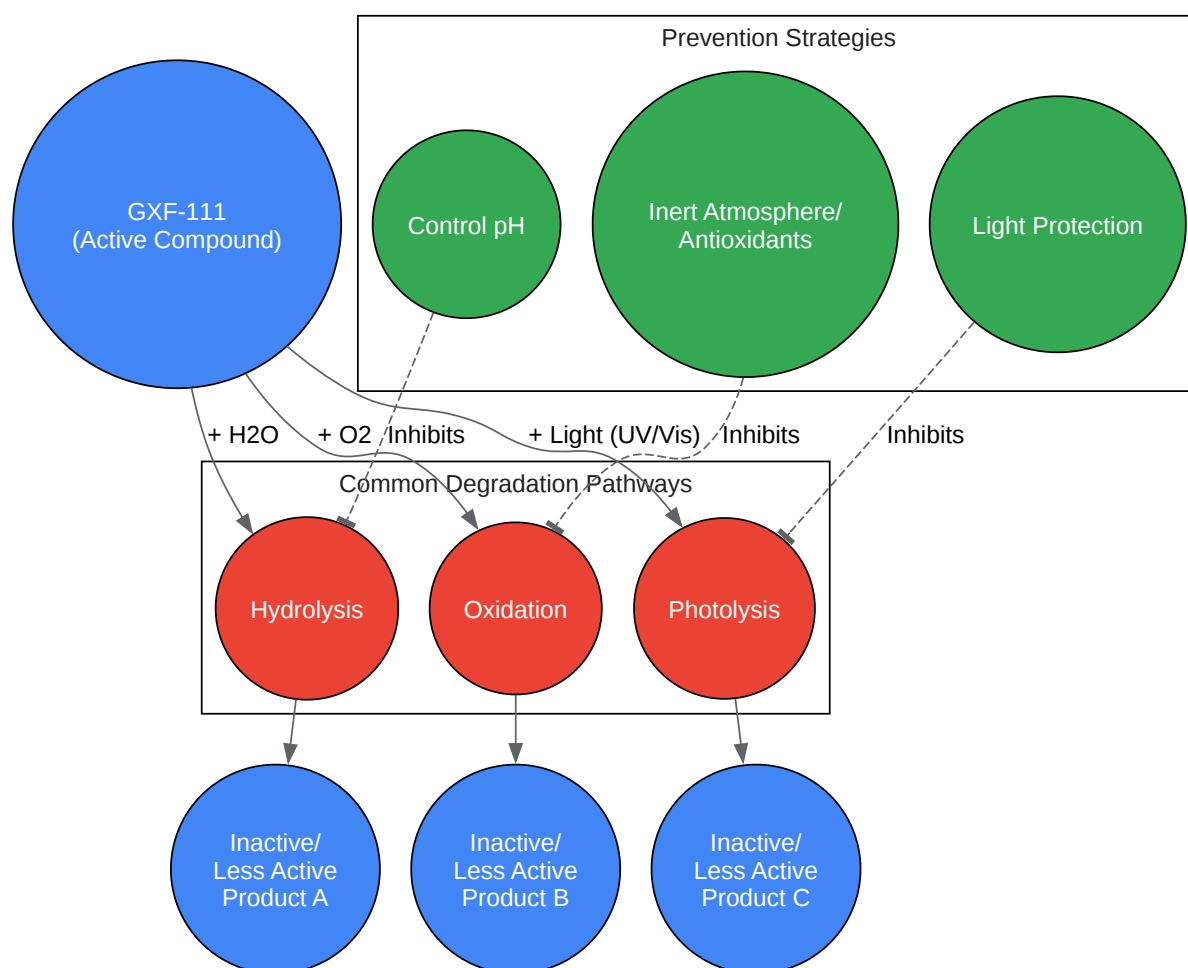 Prevention Strategies
GXF-111
(Active Compound)
Control pH
Inert Atmosphere/
Antioxidants
Light Protection
+ H2O
+ O2
Inhibits
+ Light (UV/Vis)
Inhibits
Inhibits
Common Degradation Pathways
Hydrolysis
Oxidation
Photolysis
Inactive/
Less Active
Product A
Inactive/
Less Active
Product B
Inactive/
Less Active
Product C